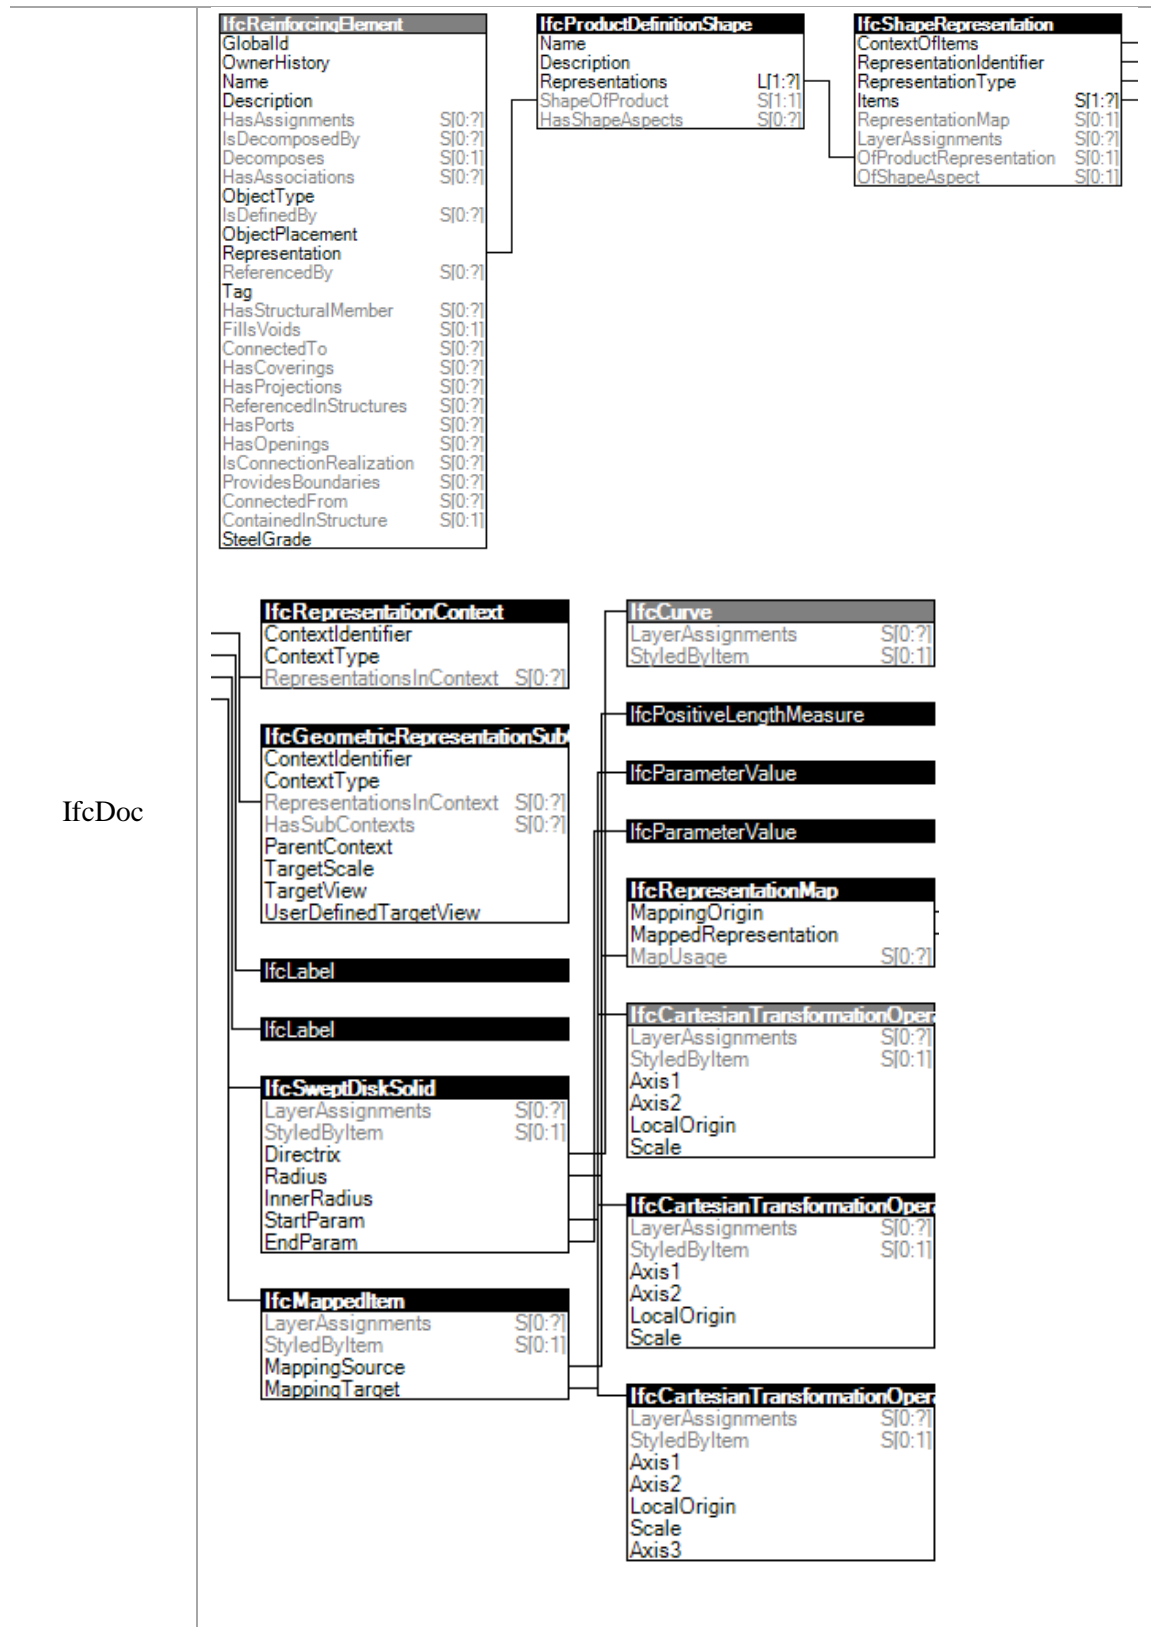 IfcDoc
IfcReinforcingElement
GlobalId
OwnerHistory
Name
Description
HasAssignments S[0:?]
IsDecomposedBy S[0:?]
Decomposes S[0:1]
HasAssociations S[0:?]
ObjectType
IsDefinedBy S[0:?]
ObjectPlacement
Representation
ReferencedBy S[0:?]
Tag
HasStructuralMember S[0:?]
FillsVoids S[0:1]
ConnectedTo S[0:?]
HasCoverings S[0:?]
HasProjections S[0:?]
ReferencedInStructures S[0:?]
HasPorts S[0:?]
HasOpenings S[0:?]
IsConnectionRealization S[0:?]
ProvidesBoundaries S[0:?]
ConnectedFrom S[0:?]
ContainedInStructure S[0:1]
SteelGrade
IfcProductDefinitionShape
Name
Description
Representations L[1:?]
ShapeOfProduct S[1:1]
HasShapeAspects S[0:?]
IfcShapeRepresentation
ContextOfItems
RepresentationIdentifier
RepresentationType
Items S[1:?]
RepresentationMap S[0:1]
LayerAssignments S[0:?]
OfProductRepresentation S[0:1]
OfShapeAspect S[0:1]
IfcRepresentationContext
ContextIdentifier
ContextType
RepresentationsInContext S[0:?]
IfcGeometricRepresentationSub
ContextIdentifier
ContextType
RepresentationsInContext S[0:?]
HasSubContexts S[0:?]
ParentContext
TargetScale
TargetView
UserDefinedTargetView
IfcLabel
IfcLabel
IfcSweptDiskSolid
LayerAssignments S[0:?]
StyledByItem S[0:1]
Directrix
Radius
InnerRadius
StartParam
EndParam
IfcMappedItem
LayerAssignments S[0:?]
StyledByItem S[0:1]
MappingSource
MappingTarget
IfcCurve
LayerAssignments S[0:?]
StyledByItem S[0:1]
IfcPositiveLengthMeasure
IfcParameterValue
IfcParameterValue
IfcRepresentationMap
MappingOrigin
MappedRepresentation
MapUsage S[0:?]
IfcCartesianTransformationOpera
LayerAssignments S[0:?]
StyledByItem S[0:1]
Axis1
Axis2
LocalOrigin
Scale
IfcCartesianTransformationOpera
LayerAssignments S[0:?]
StyledByItem S[0:1]
Axis1
Axis2
LocalOrigin
Scale
IfcCartesianTransformationOpera
LayerAssignments S[0:?]
StyledByItem S[0:1]
Axis1
Axis2
LocalOrigin
Scale
Axis3